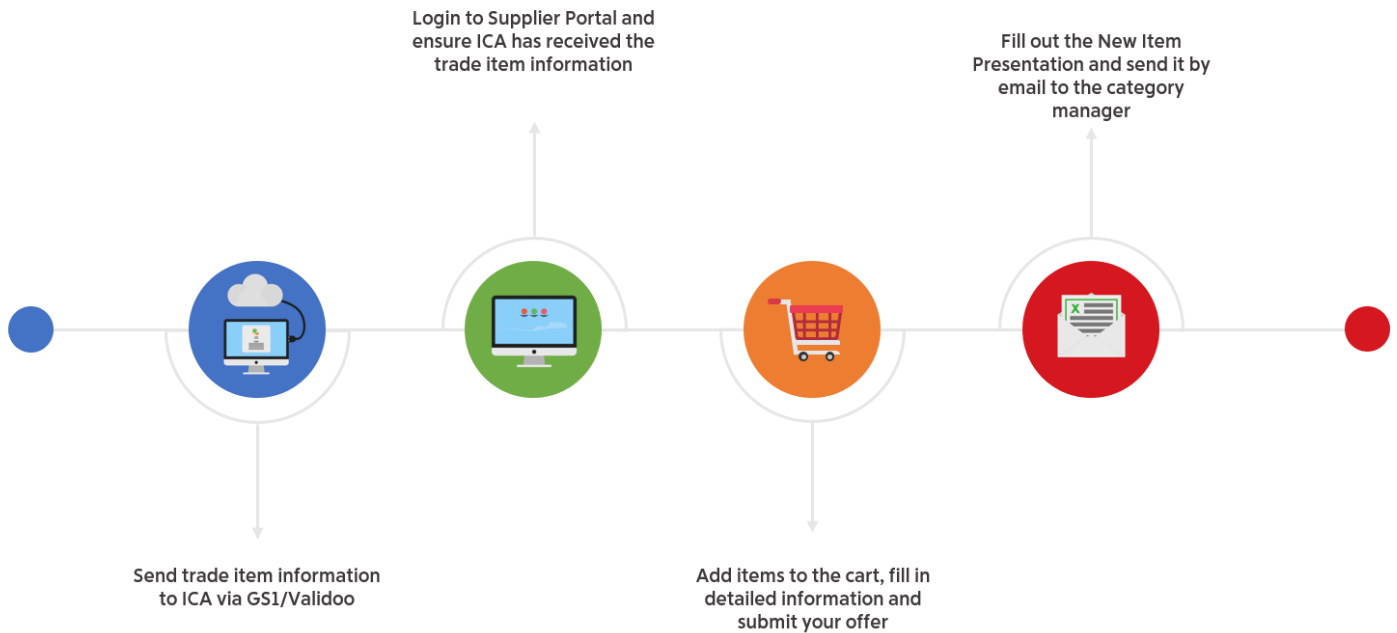 Login to Supplier Portal and
ensure ICA has received the
trade item information
Fill out the New Item
Presentation and send it by
email to the category
manager
X
Send trade item information
to ICA via GS1/Validoo
Add items to the cart, fill in
detailed information and
submit your offer